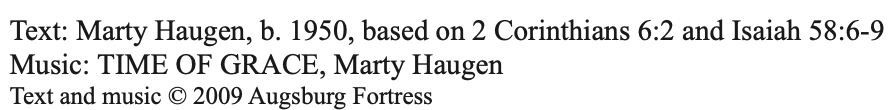 Text: Marty Haugen, b. 1950, based on 2 Corinthians 6:2 and Isaiah 58:6-9
Music: TIME OF GRACE, Marty Haugen
Text and music © 2009 Augsburg Fortress